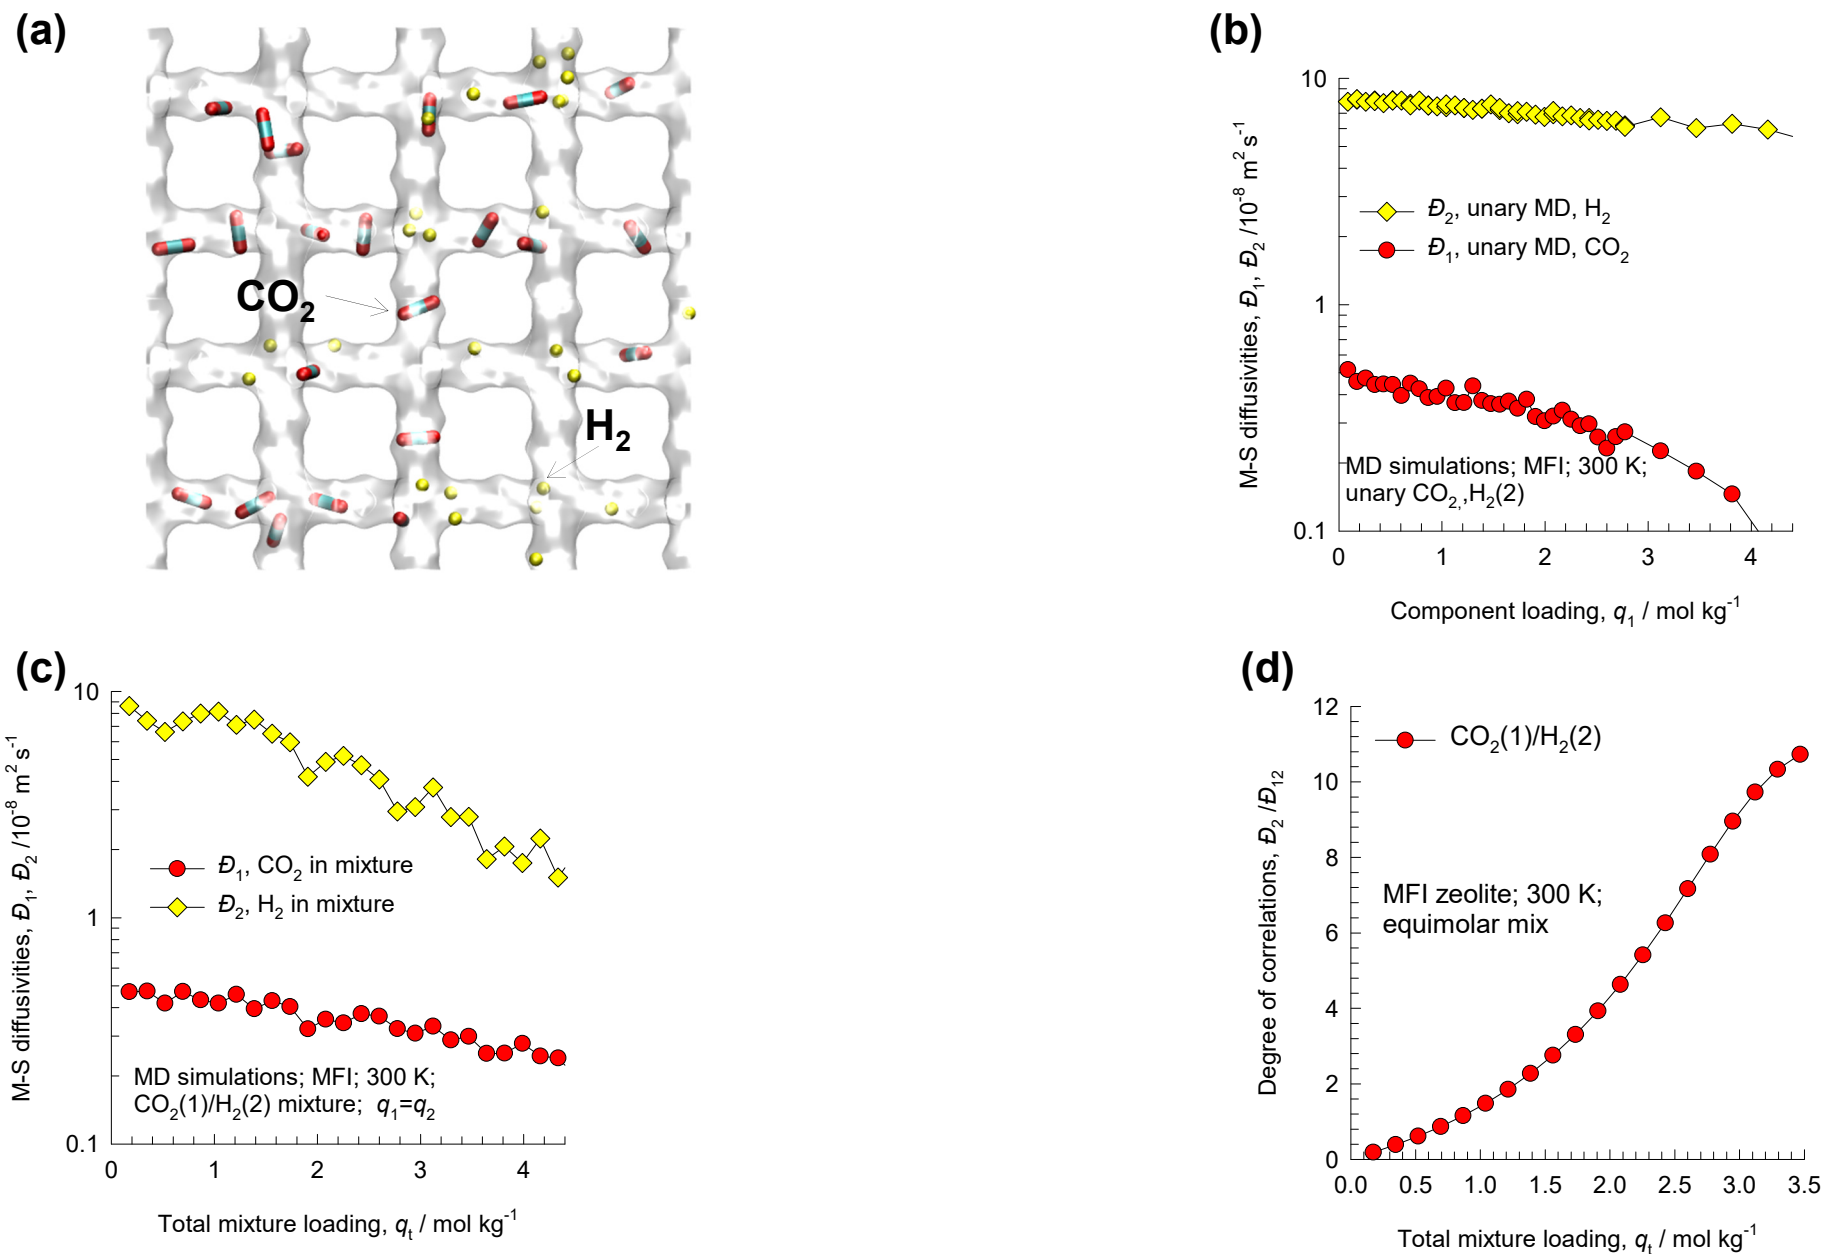 (a)
CO2
H2
(b)
10
1
0.1
M-S diffusivities, Đ1, Đ2 /10-8 m2 s-1
Đ2, unary MD, H2
Đ1, unary MD, CO2
MD simulations; MFI; 300 K;
unary CO2,H2(2)
0 1 2 3 4
Component loading, q1 / mol kg-1
(c)
10
1
0.1
M-S diffusivities, Đ1, Đ2 /10-8 m2 s-1
Đ1, CO2 in mixture
Đ2, H2 in mixture
MD simulations; MFI; 300 K;
CO2(1)/H2(2) mixture; q1=q2
0 1 2 3 4
Total mixture loading, qt / mol kg-1
(d)
12
10
8
6
4
2
0
Degree of correlations, Đ2 /Đ12
CO2(1)/H2(2)
MFI zeolite; 300 K;
equimolar mix
0.0 0.5 1.0 1.5 2.0 2.5 3.0 3.5
Total mixture loading, qt / mol kg-1